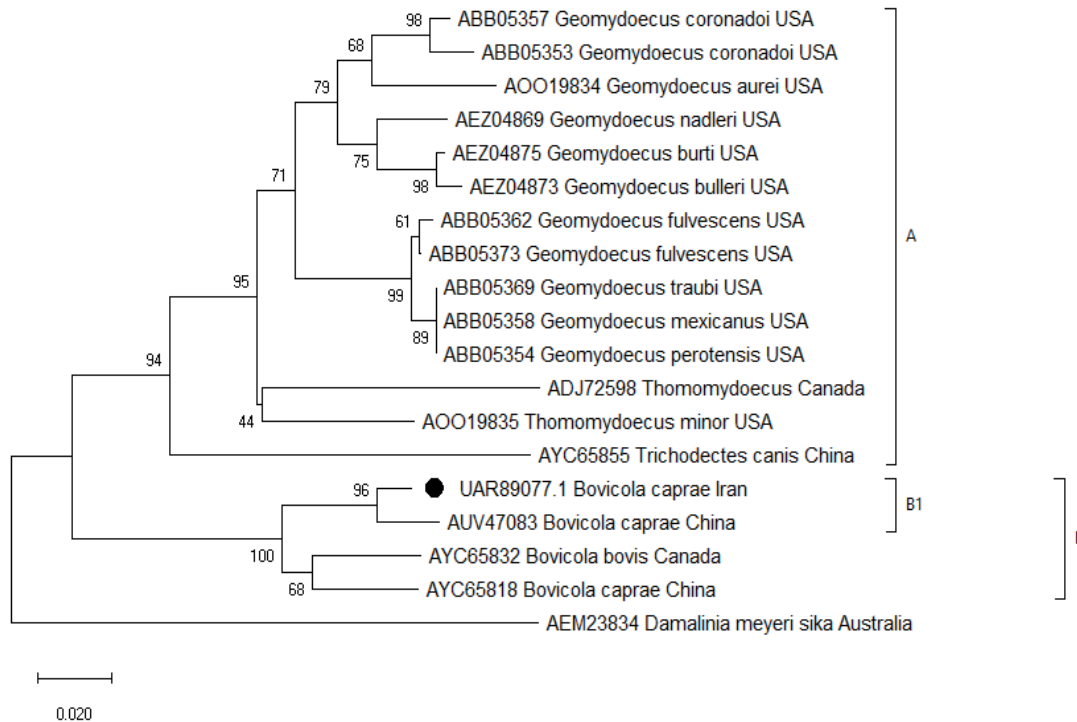 98
ABB05357 Geomydoecus coronadoi USA
68
ABB05353 Geomydoecus coronadoi USA
79
AOO19834 Geomydoecus aurei USA
AEZ04869 Geomydoecus nadleri USA
75
AEZ04875 Geomydoecus burti USA
71
98
AEZ04873 Geomydoecus bulleri USA
61
ABB05362 Geomydoecus fulvescens USA
A
ABB05373 Geomydoecus fulvescens USA
95
99
ABB05369 Geomydoecus traubi USA
ABB05358 Geomydoecus mexicanus USA
89
ABB05354 Geomydoecus perotensis USA
94
ADJ72598 Thomomydoecus Canada
44
AOO19835 Thomomydoecus minor USA
AYC65855 Trichodectes canis China
96
UAR89077.1 Bovicola caprae Iran
B1
AUV47083 Bovicola caprae China
100
AYC65832 Bovicola bovis Canada
68
AYC65818 Bovicola caprae China
AEM23834 Damalinia meyeri sika Australia
0.020